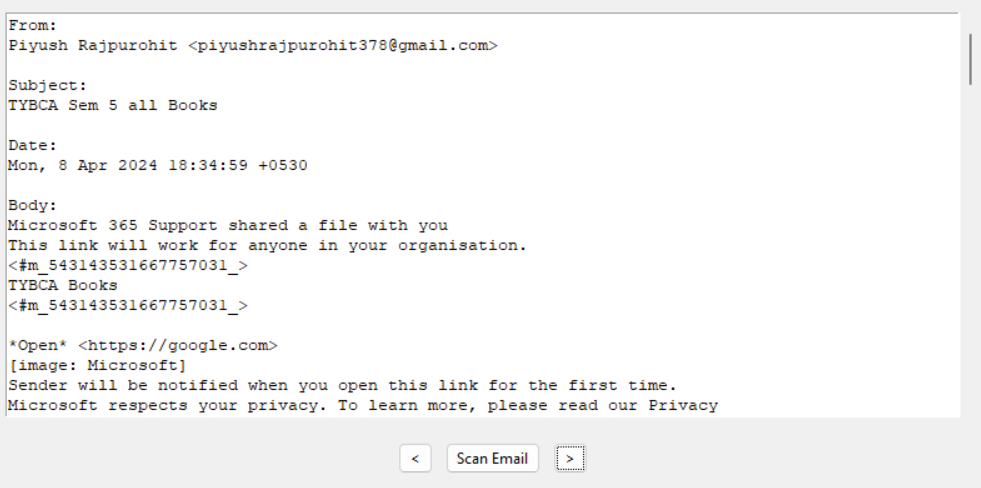 From:
Piyush Rajpurohit <piyushrajpurohit378@gmail.com>
Subject:
TYBCA Sem 5 all Books
Date:
Mon, 8 Apr 2024 18:34:59 +0530
Body:
Microsoft 365 Support shared a file with you
This link will work for anyone in your organisation.
<#m_543143531667757031_>
TYBCA Books
<#m_543143531667757031_>
*Open* <https://google.com>
[image: Microsoft]
Sender will be notified when you open this link for the first time.
Microsoft respects your privacy. To learn more, please read our Privacy
< Scan Email >